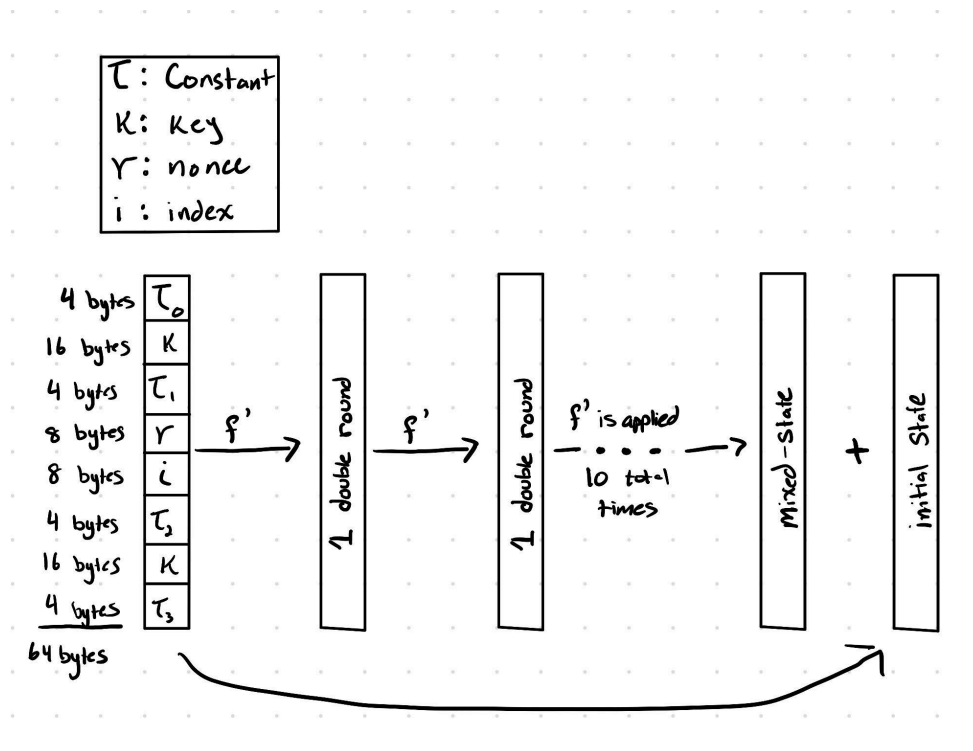 τ: Constant
K: Key
r: nonce
i: index
4 bytes τ₀
16 bytes K
4 bytes τ₁
8 bytes r
8 bytes i
4 bytes τ₂
16 bytes K
4 bytes τ₃
64 bytes
f'
1 double round
f'
1 double round
f' is applied
10 total
times
Mixed-State
+
initial State